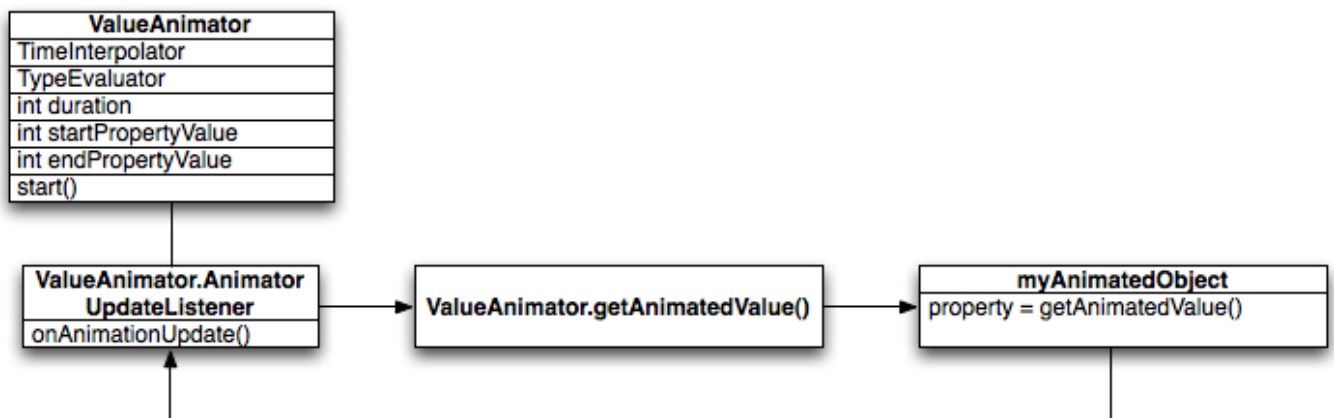 ValueAnimator
TimeInterpolator
TypeEvaluator
int duration
int startPropertyValue
int endPropertyValue
start()
ValueAnimator.Animator
UpdateListener
onAnimationUpdate()
ValueAnimator.getAnimatedValue()
myAnimatedObject
property = getAnimatedValue()